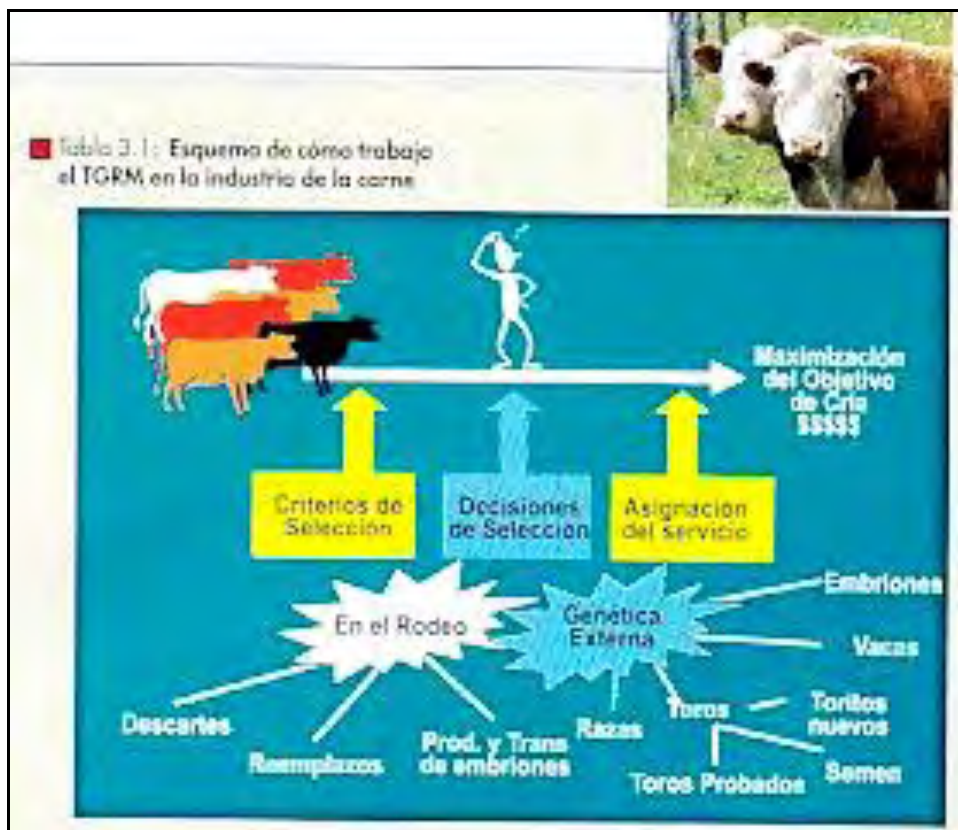 Tabla 3.1: Esquema de cómo trabaja
el TGRM en la industria de la carne
Maximización
del Objetivo
de Cria
$$$$$
Criterios de
Selección
Decisiones
de Selección
Asignación
del servicio
En el Rodeo
Genética
Externa
Embriones
Vacas
Descartes
Reemplazos
Prod. y Trans
de embriones
Razas
Toros
Toritos
nuevos
Toros Probados
Semen